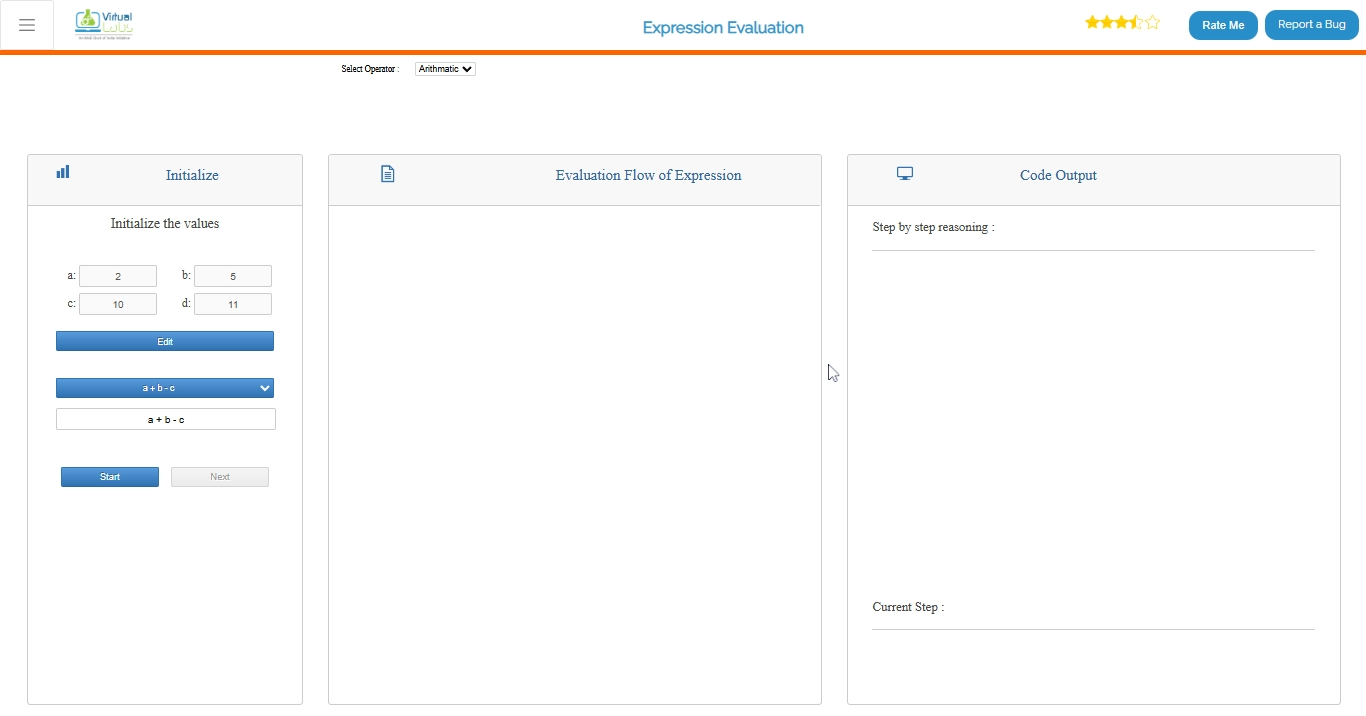 Virtual
Labs
Expression Evaluation
Rate Me
Report a Bug
Select Operator :
Arithmatic
Initialize
Evaluation Flow of Expression
Code Output
Initialize the values
Step by step reasoning :
a: 2 b: 5
c: 10 d: 11
Edit
a + b - c
a + b - c
Start Next
Current Step :